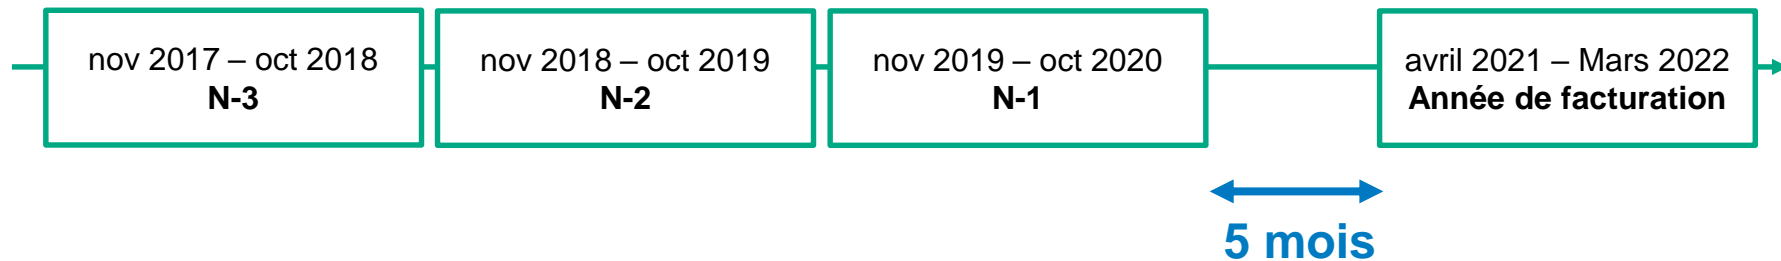 nov 2017 – oct 2018
N-3
nov 2018 – oct 2019
N-2
nov 2019 – oct 2020
N-1
avril 2021 – Mars 2022
Année de facturation
5 mois